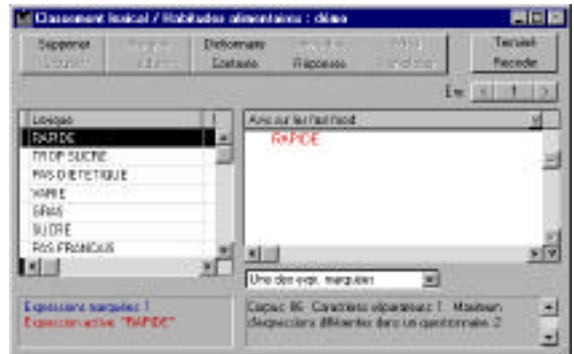 Classement lexical / Habitudes alimentaires : démo
Supprimer
Dictionnaire
Terminé
Contexte
Réponses
Recoder
1
Lexique
RAPIDE
TROP SUCRE
PAS DIETETIQUE
VARIE
GRAS
SUCRE
PAS FRANCAIS
Avis sur les fast food
RAPIDE
Une des expr. marquées
Expressions marquées 1
Expression active "RAPIDE"
Corpus 86 Caractères séparateurs 1 Maximum
d'expressions différentes dans un questionnaire 2